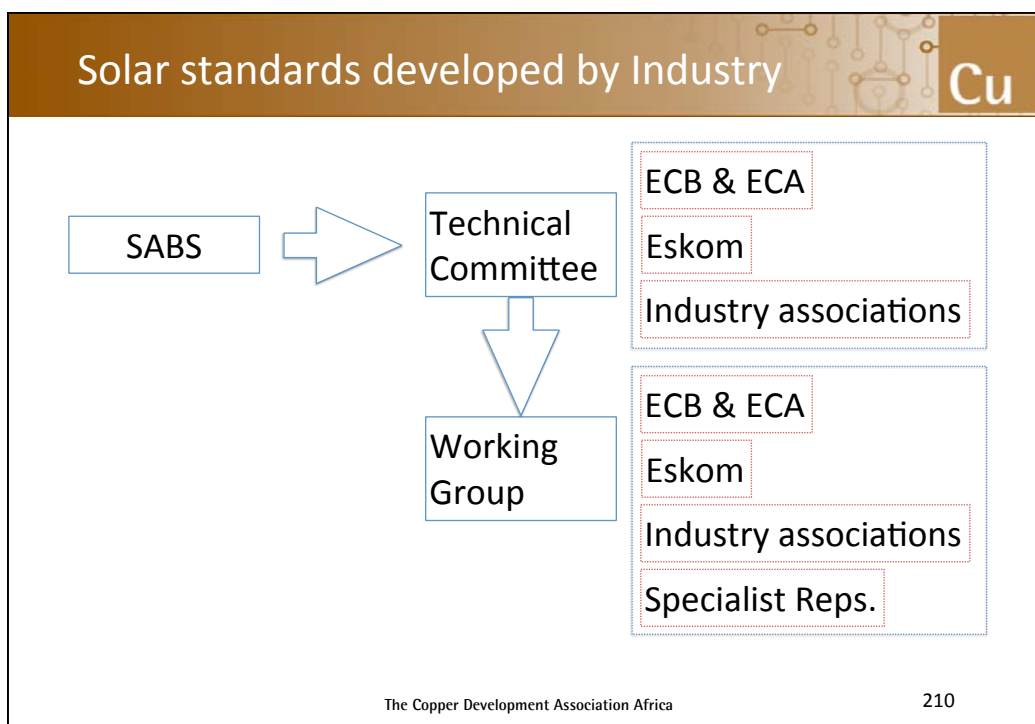 Solar standards developed by Industry
Cu
SABS
Technical
Committee
ECB & ECA
Eskom
Industry associations
Working
Group
ECB & ECA
Eskom
Industry associations
Specialist Reps.
The Copper Development Association Africa
210